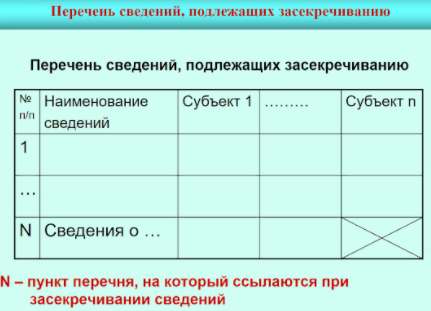 Перечень сведений, подлежащих засекречиванию
Перечень сведений, подлежащих засекречиванию
№ п/п Наименование сведений Субъект 1 ……… Субъект n
1
…
N Сведения о …
N – пункт перечня, на который ссылаются при
засекречивании сведений